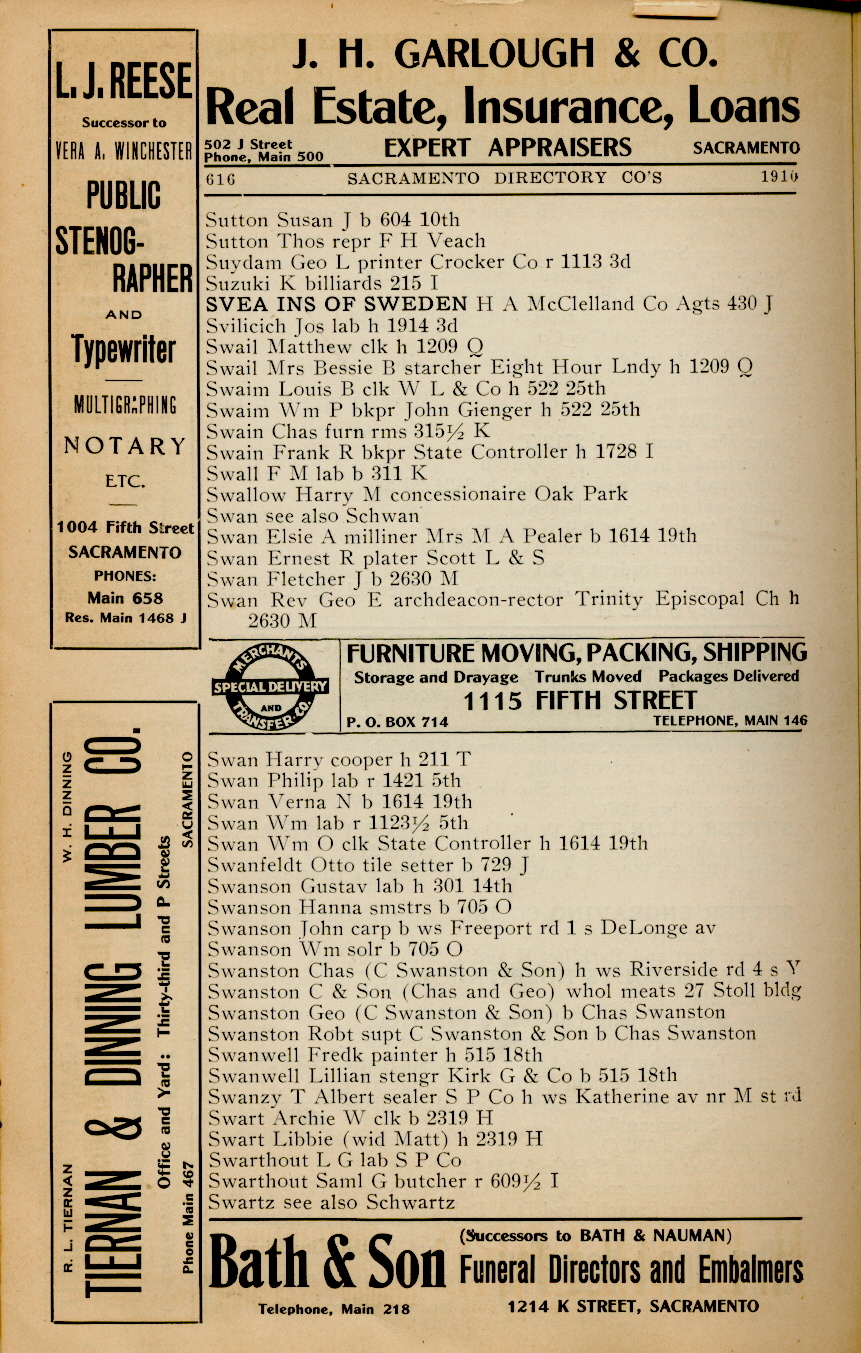 L. J. REESE
Successor to
VERA A. WINCHESTER
PUBLIC
STENOG-
RAPHER
AND
Typewriter
MULTIGRAPHING
NOTARY
ETC.
1004 Fifth Street
SACRAMENTO
PHONES:
Main 658
Res. Main 1468 J
J. H. GARLOUGH & CO.
Real Estate, Insurance, Loans
502 J Street
Phone, Main 500
EXPERT APPRAISERS
SACRAMENTO
616 SACRAMENTO DIRECTORY CO'S 1910
Sutton Susan J b 604 10th
Sutton Thos repr F H Veach
Suydam Geo L printer Crocker Co r 1113 3d
Suzuki K billiards 215 I
SVEA INS OF SWEDEN H A McClelland Co Agts 430 J
Svilicich Jos lab h 1914 3d
Swail Matthew clk h 1209 Q
Swail Mrs Bessie B starcher Eight Hour Lndy h 1209 Q
Swaim Louis B clk W L & Co h 522 25th
Swaim Wm P bkpr John Gienger h 522 25th
Swain Chas furn rms 315½ K
Swain Frank R bkpr State Controller h 1728 I
Swall F M lab b 311 K
Swallow Harry M concessionaire Oak Park
Swan see also Schwan
Swan Elsie A milliner Mrs M A Pealer b 1614 19th
Swan Ernest R plater Scott L & S
Swan Fletcher J b 2630 M
Swan Rev Geo E archdeacon-rector Trinity Episcopal Ch h
2630 M
MERCHANTS
SPECIAL DELIVERY
AND
TRANSFER CO.
FURNITURE MOVING, PACKING, SHIPPING
Storage and Drayage Trunks Moved Packages Delivered
1115 FIFTH STREET
P. O. BOX 714 TELEPHONE, MAIN 146
Swan Harry cooper h 211 T
Swan Philip lab r 1421 5th
Swan Verna N b 1614 19th
Swan Wm lab r 1123½ 5th
Swan Wm O clk State Controller h 1614 19th
Swanfeldt Otto tile setter b 729 J
Swanson Gustav lab h 301 14th
Swanson Hanna smstrs b 705 O
Swanson John carp b ws Freeport rd 1 s DeLonge av
Swanson Wm solr b 705 O
Swanston Chas (C Swanston & Son) h ws Riverside rd 4 s Y
Swanston C & Son (Chas and Geo) whol meats 27 Stoll bldg
Swanston Geo (C Swanston & Son) b Chas Swanston
Swanston Robt supt C Swanston & Son b Chas Swanston
Swanwell Fredk painter h 515 18th
Swanwell Lillian stengr Kirk G & Co b 515 18th
Swanzy T Albert sealer S P Co h ws Katherine av nr M st rd
Swart Archie W clk b 2319 H
Swart Libbie (wid Matt) h 2319 H
Swarthout L G lab S P Co
Swarthout Saml G butcher r 609½ I
Swartz see also Schwartz
R. L. TIERNAN W. H. DINNING
TIERNAN & DINNING LUMBER CO.
Office and Yard: Thirty-third and P Streets
Phone Main 467 SACRAMENTO
Bath & Son
Telephone, Main 218
(Successors to BATH & NAUMAN)
Funeral Directors and Embalmers
1214 K STREET, SACRAMENTO